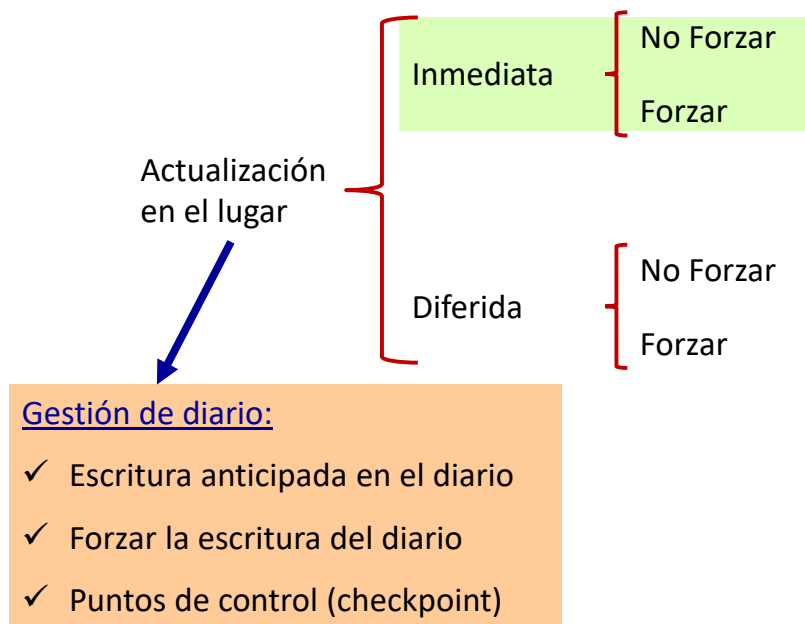 No Forzar
Inmediata
Forzar
Actualización
en el lugar
No Forzar
Diferida
Forzar
Gestión de diario:
✓ Escritura anticipada en el diario
✓ Forzar la escritura del diario
✓ Puntos de control (checkpoint)